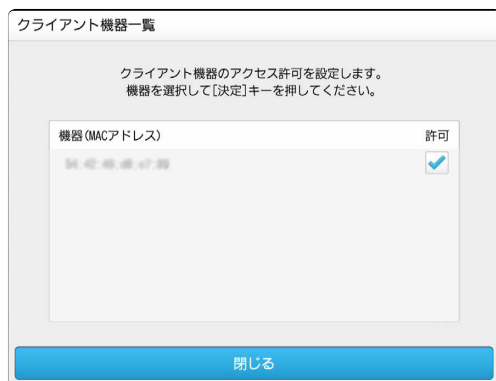 クライアント機器一覧
クライアント機器のアクセス許可を設定します。
機器を選択して[決定]キーを押してください。
機器(MACアドレス) 許可
閉じる